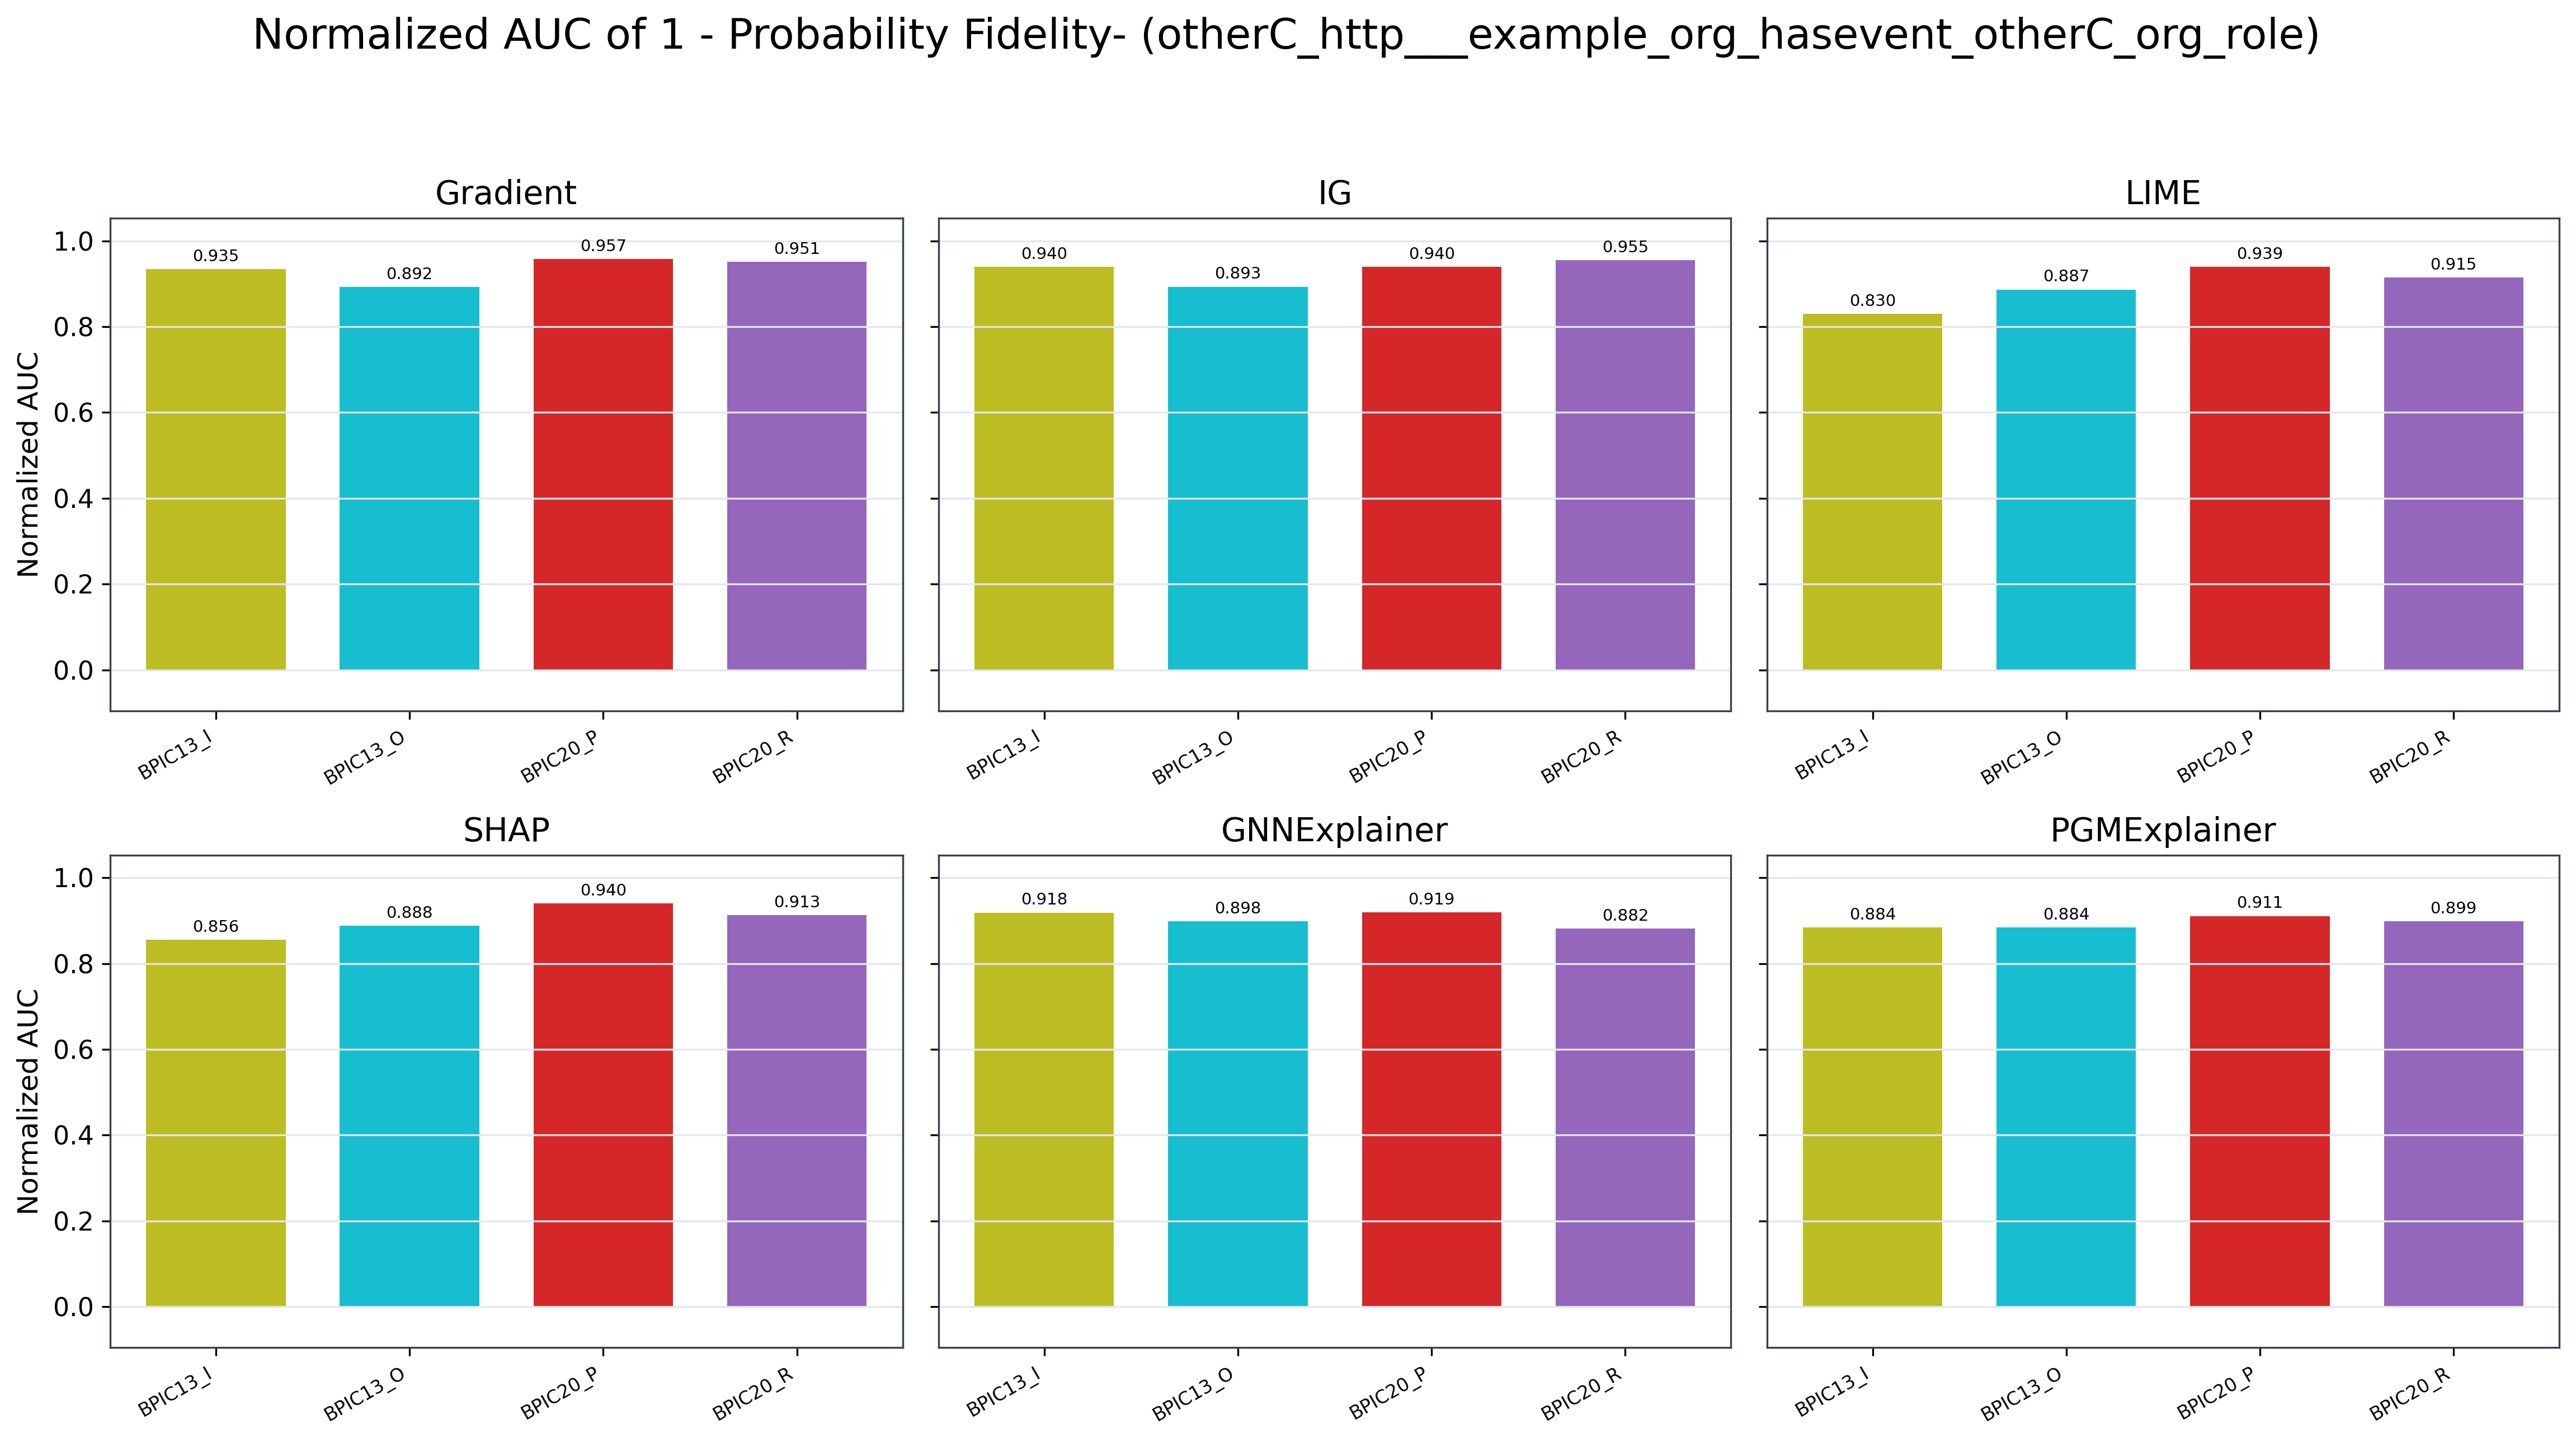 Normalized AUC of 1 - Probability Fidelity- (otherC_http___example_org_hasevent_otherC_org_role)
Gradient
Normalized AUC
1.0
0.8
0.6
0.4
0.2
0.0
0.935
0.892
0.957
0.951
BPIC13_I
BPIC13_O
BPIC20_P
BPIC20_R
IG
0.940
0.893
0.940
0.955
BPIC13_I
BPIC13_O
BPIC20_P
BPIC20_R
LIME
0.830
0.887
0.939
0.915
BPIC13_I
BPIC13_O
BPIC20_P
BPIC20_R
SHAP
Normalized AUC
1.0
0.8
0.6
0.4
0.2
0.0
0.856
0.888
0.940
0.913
BPIC13_I
BPIC13_O
BPIC20_P
BPIC20_R
GNNExplainer
0.918
0.898
0.919
0.882
BPIC13_I
BPIC13_O
BPIC20_P
BPIC20_R
PGMExplainer
0.884
0.884
0.911
0.899
BPIC13_I
BPIC13_O
BPIC20_P
BPIC20_R